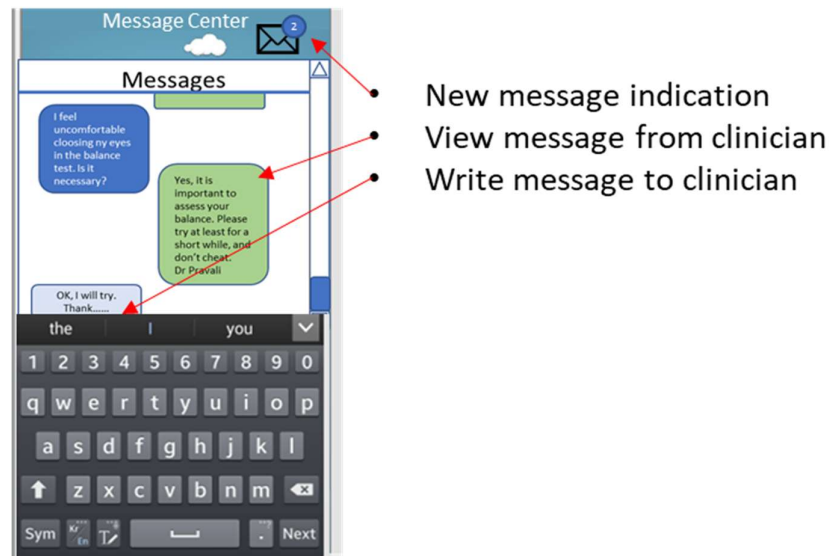 Message Center
2
Messages
I feel
uncomfortable
cloosing ny eyes
in the balance
test. Is it
necessary?
Yes, it is
important to
assess your
balance. Please
try at least for a
short while, and
don't cheat.
Dr Pravali
OK, I will try.
Thank......
the I you
1 2 3 4 5 6 7 8 9 0
q w e r t y u i o p
a s d f g h j k l
z x c v b n m
Sym Kr/En T . Next
• New message indication
• View message from clinician
• Write message to clinician